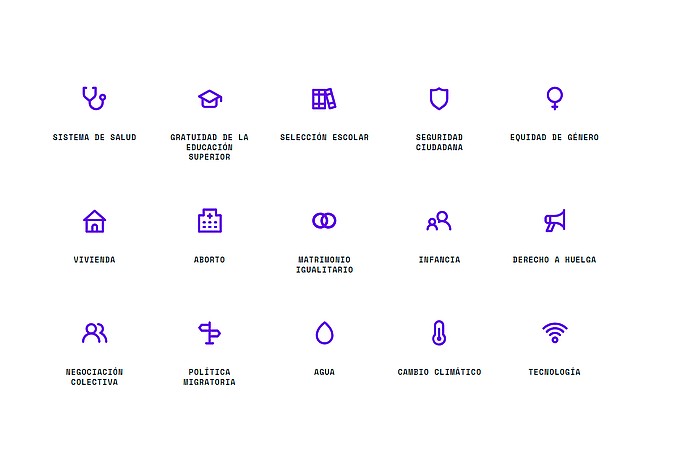 SISTEMA DE SALUD
GRATUIDAD DE LA
EDUCACIÓN
SUPERIOR
SELECCIÓN ESCOLAR
SEGURIDAD
CIUDADANA
EQUIDAD DE GÉNERO
VIVIENDA
ABORTO
MATRIMONIO
IGUALITARIO
INFANCIA
DERECHO A HUELGA
NEGOCIACIÓN
COLECTIVA
POLÍTICA
MIGRATORIA
AGUA
CAMBIO CLIMÁTICO
TECNOLOGÍA